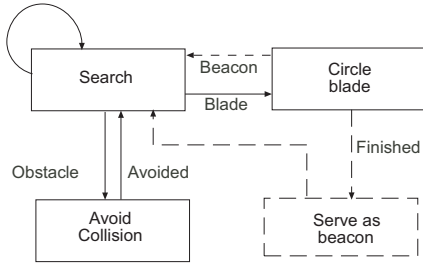 Search
Beacon
Blade
Circle
blade
Finished
Obstacle
Avoided
Avoid
Collision
Serve as
beacon